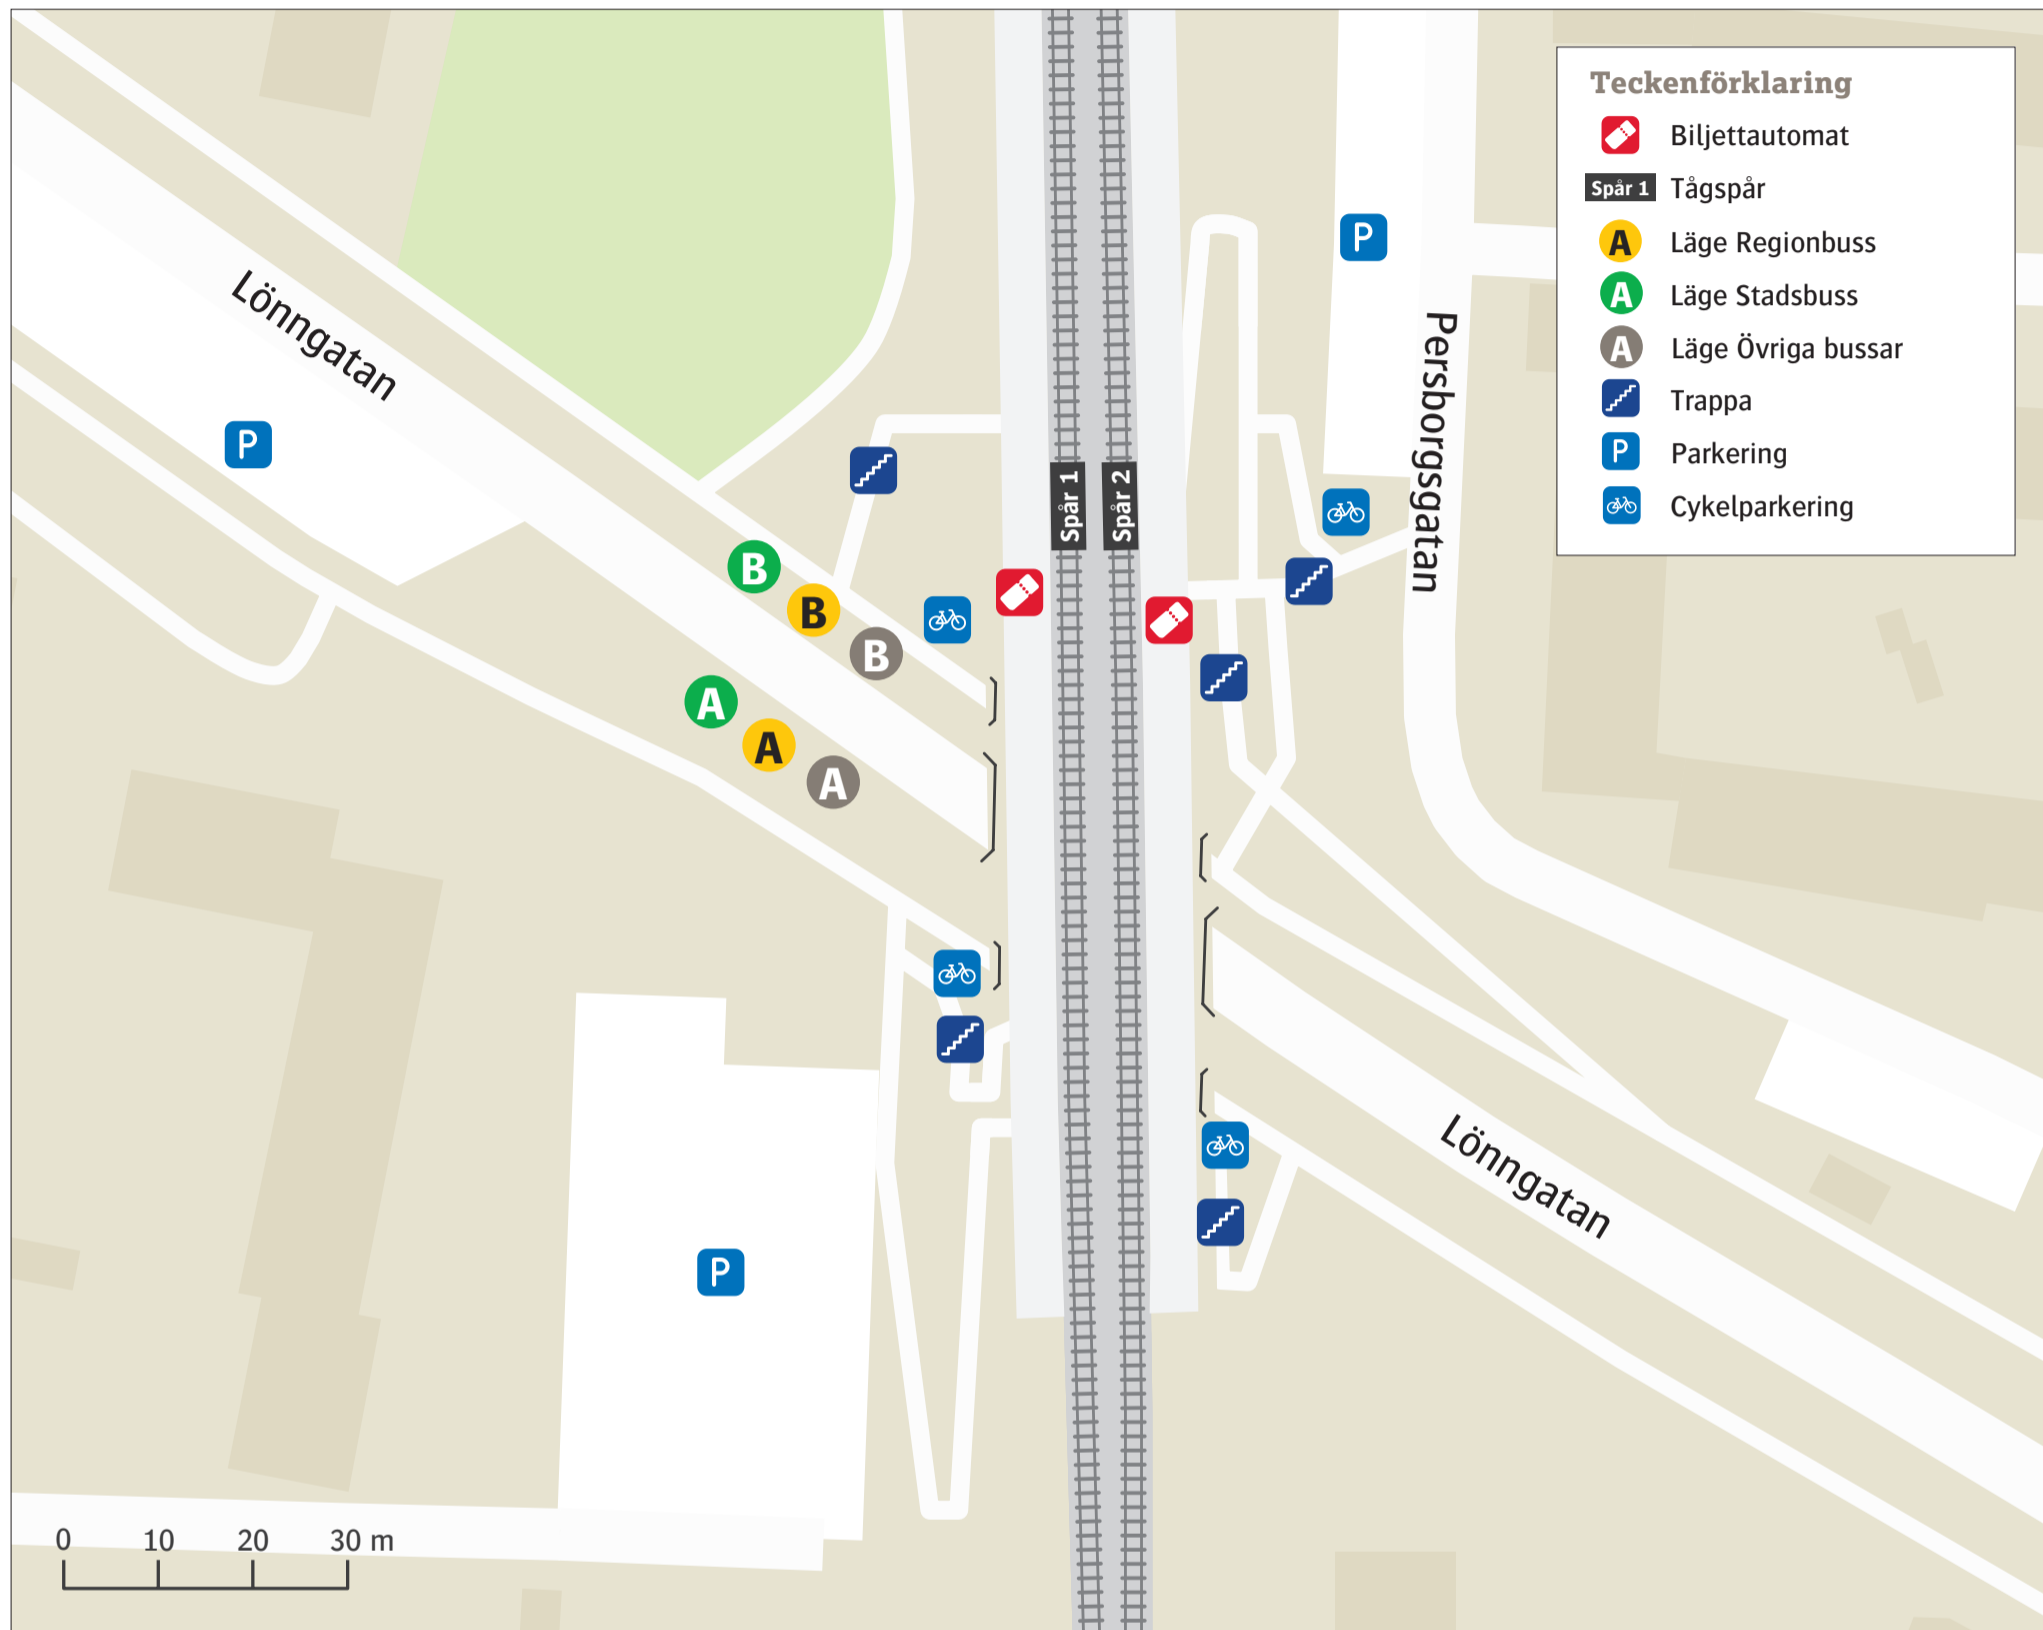 Teckenförklaring
Biljettautomat
Spår 1 Tågspår
A Läge Regionbuss
A Läge Stadsbuss
A Läge Övriga bussar
Trappa
P Parkering
Cykelparkering
Lönngatan
Persborgsgatan
P
P
Spår 1
Spår 2
B
B
B
A
A
A
Lönngatan
P
0 10 20 30 m